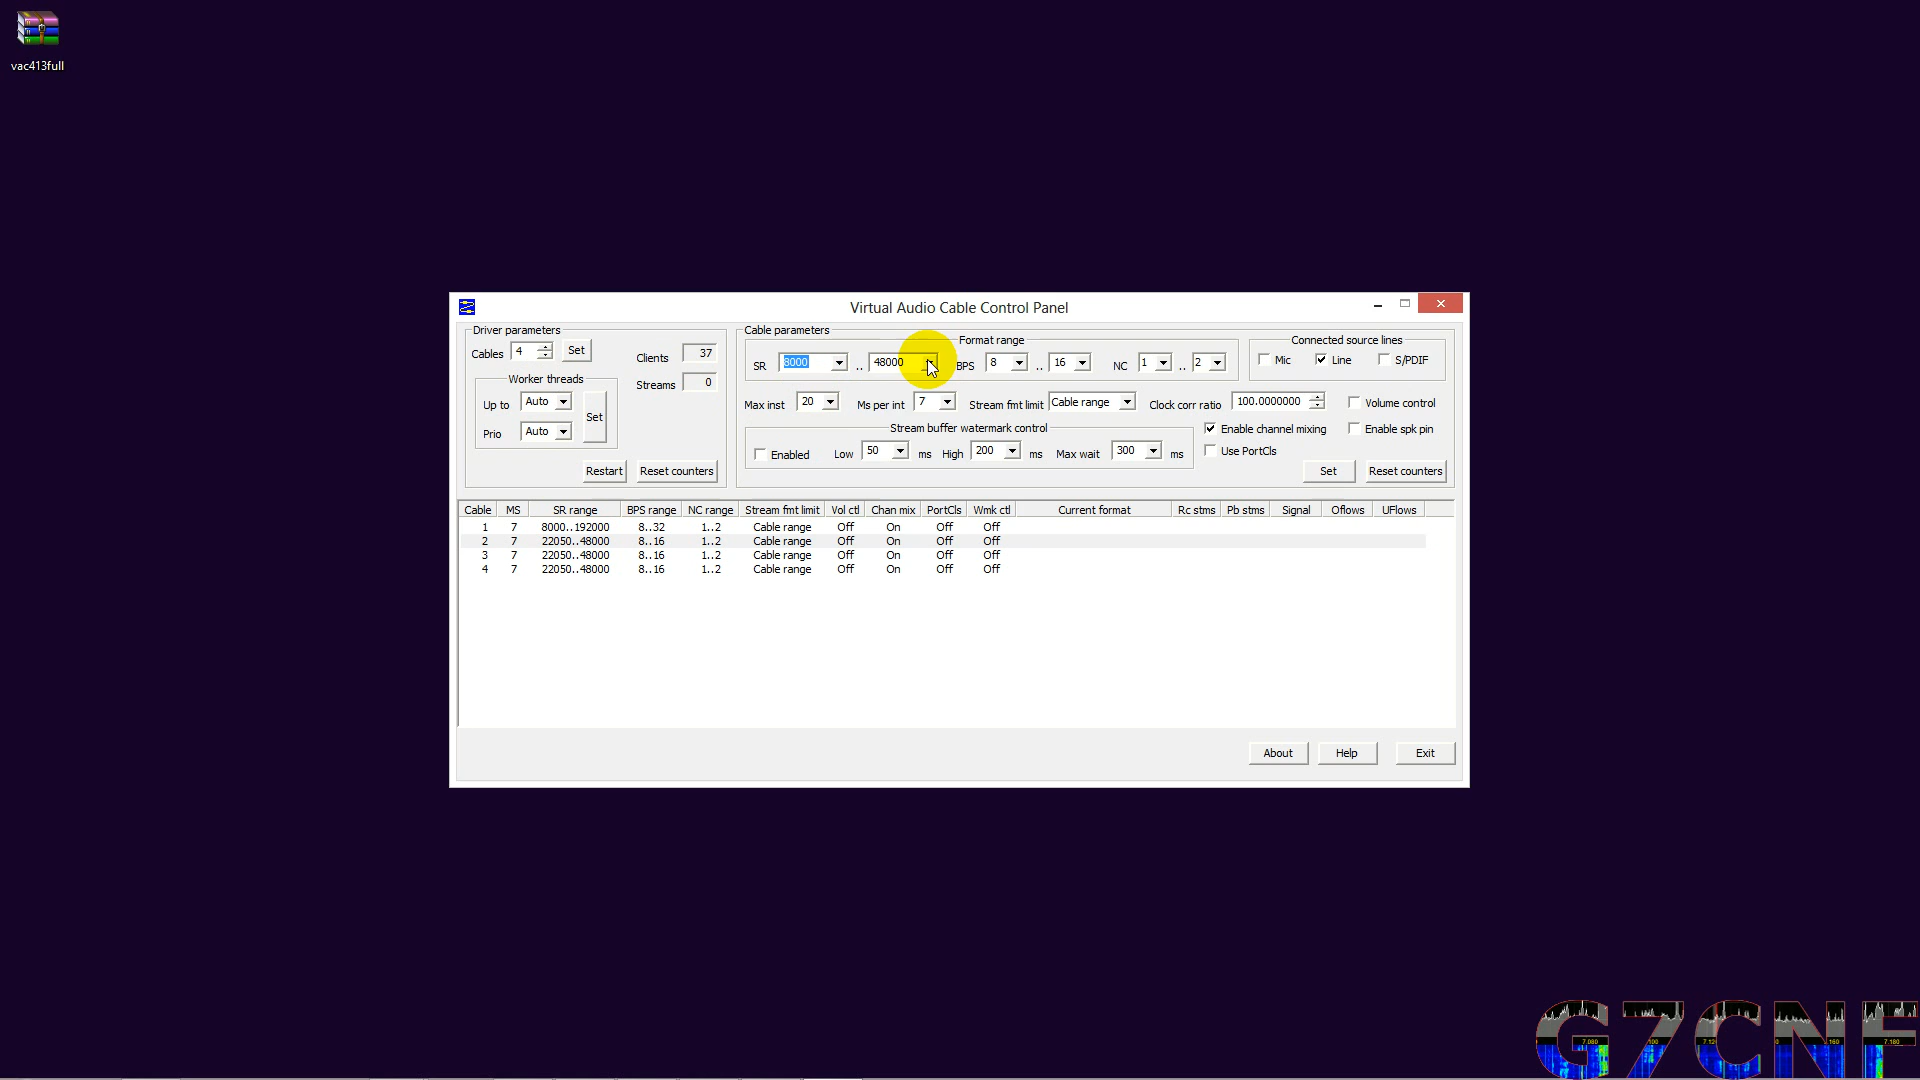 vac413full
Virtual Audio Cable Control Panel
Driver parameters
Cables 4 Set
Clients 37
Streams 0
Worker threads
Up to Auto
Prio Auto
Set
Restart Reset counters
Cable parameters
Format range
SR 8000 .. 48000 BPS 8 .. 16 NC 1 .. 2
Connected source lines
Mic Line S/PDIF
Max inst 20 Ms per int 7 Stream fmt limit Cable range Clock corr ratio 100.0000000 Volume control
Stream buffer watermark control
Enabled Low 50 ms High 200 ms Max wait 300 ms
Enable channel mixing Enable spk pin
Use PortCls
Set Reset counters
Cable MS SR range BPS range NC range Stream fmt limit Vol ctl Chan mix PortCls Wmk ctl Current format Rc stms Pb stms Signal Oflows UFlows
1 7 8000..192000 8..32 1..2 Cable range Off On Off Off
2 7 22050..48000 8..16 1..2 Cable range Off On Off Off
3 7 22050..48000 8..16 1..2 Cable range Off On Off Off
4 7 22050..48000 8..16 1..2 Cable range Off On Off Off
About Help Exit
G7CNF
7.080 100 7.12 160 7.180